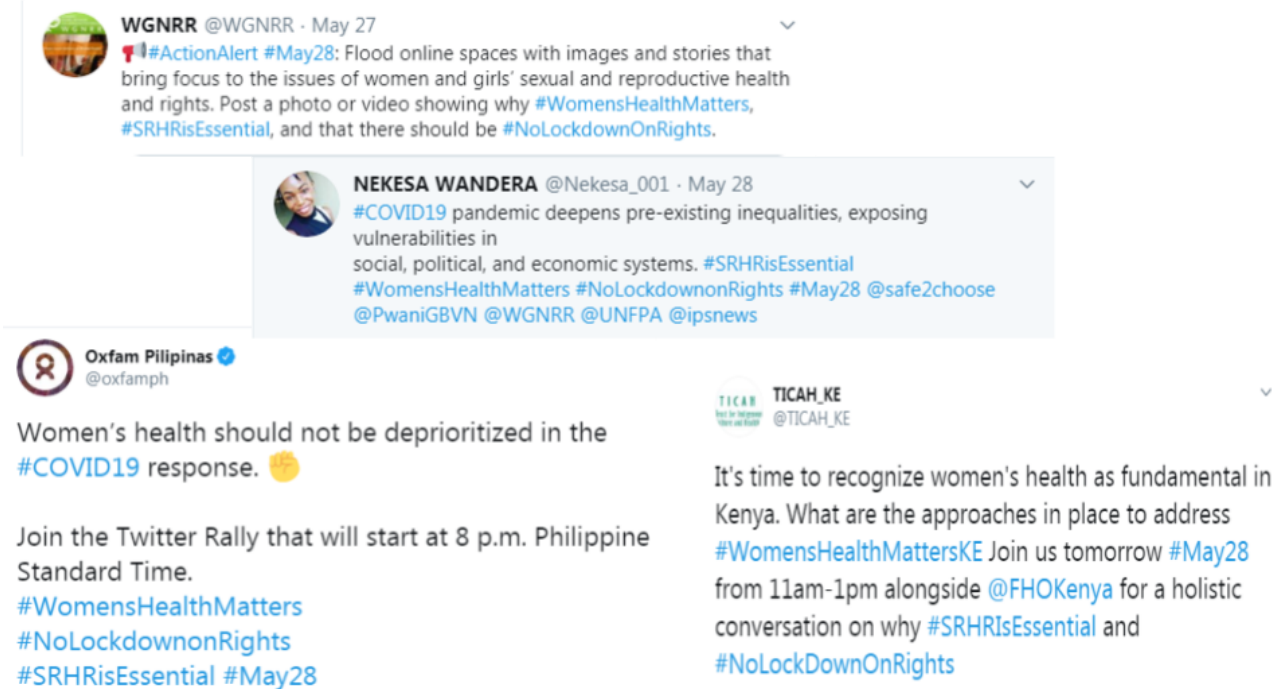 WGNRR @WGNRR · May 27
#ActionAlert #May28: Flood online spaces with images and stories that
bring focus to the issues of women and girls' sexual and reproductive health
and rights. Post a photo or video showing why #WomensHealthMatters,
#SRHRisEssential, and that there should be #NoLockdownOnRights.
NEKESA WANDERA @Nekesa_001 · May 28
#COVID19 pandemic deepens pre-existing inequalities, exposing
vulnerabilities in
social, political, and economic systems. #SRHRisEssential
#WomensHealthMatters #NoLockdownonRights #May28 @safe2choose
@PwaniGBVN @WGNRR @UNFPA @ipsnews
Oxfam Pilipinas
@oxfamph
Women's health should not be deprioritized in the
#COVID19 response. ✊
Join the Twitter Rally that will start at 8 p.m. Philippine
Standard Time.
#WomensHealthMatters
#NoLockdownonRights
#SRHRisEssential #May28
TICAH
TICAH_KE
@TICAH_KE
It's time to recognize women's health as fundamental in
Kenya. What are the approaches in place to address
#WomensHealthMattersKE Join us tomorrow #May28
from 11am-1pm alongside @FHOKenya for a holistic
conversation on why #SRHRIsEssential and
#NoLockDownOnRights